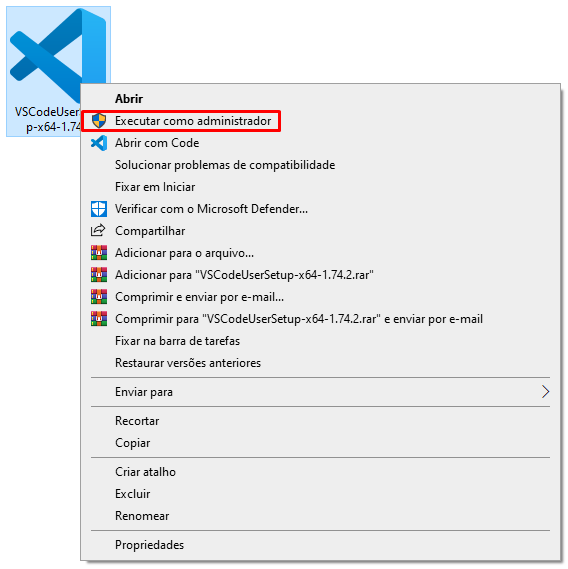 VSCodeUser
p-x64-1.74
Abrir
Executar como administrador
Abrir com Code
Solucionar problemas de compatibilidade
Fixar em Iniciar
Verificar com o Microsoft Defender...
Compartilhar
Adicionar para o arquivo...
Adicionar para "VSCodeUserSetup-x64-1.74.2.rar"
Comprimir e enviar por e-mail...
Comprimir para "VSCodeUserSetup-x64-1.74.2.rar" e enviar por e-mail
Fixar na barra de tarefas
Restaurar versões anteriores
Enviar para
Recortar
Copiar
Criar atalho
Excluir
Renomear
Propriedades